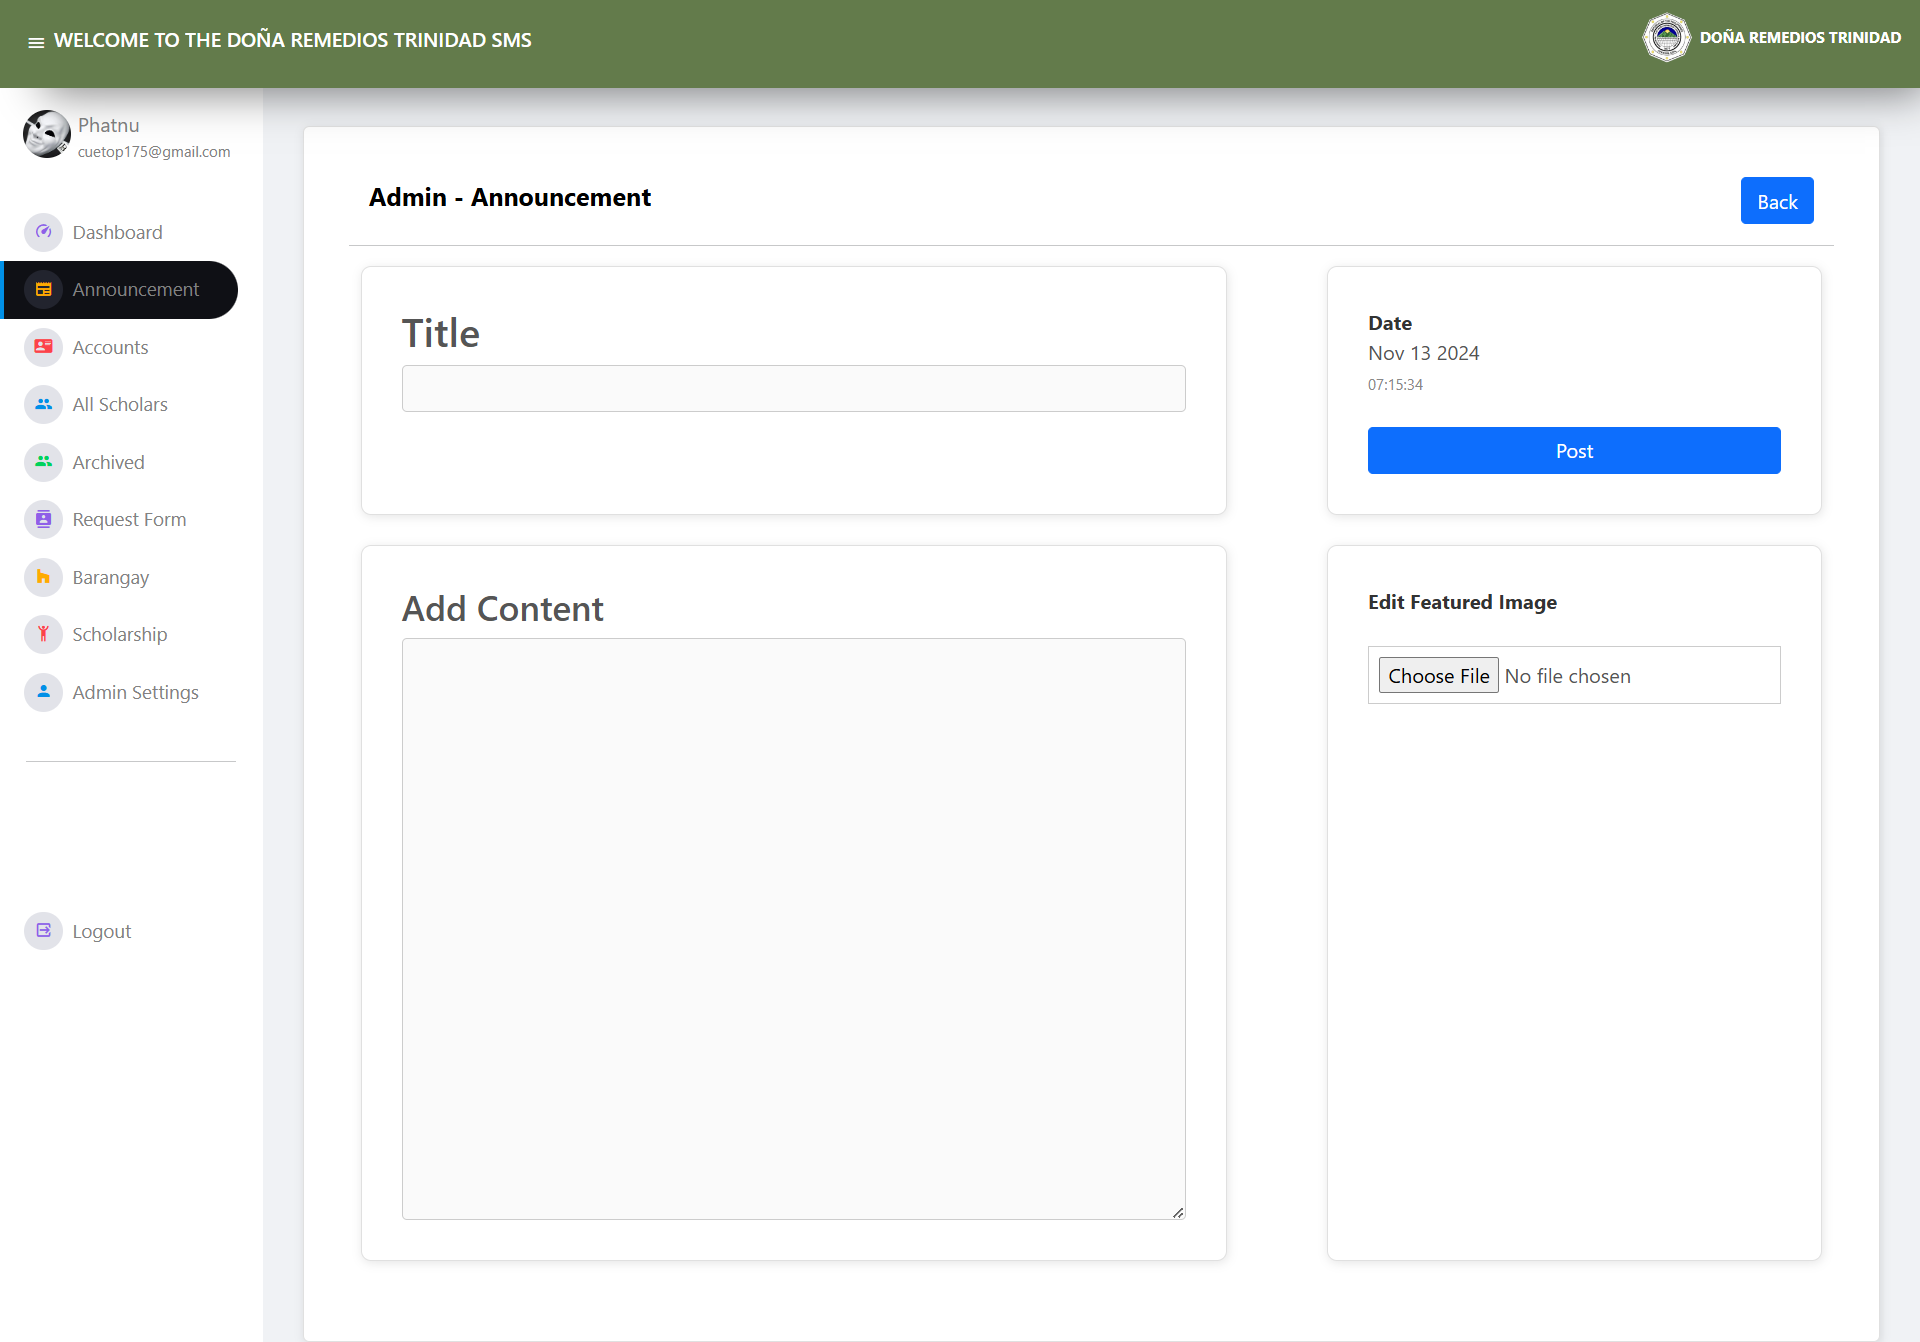 WELCOME TO THE DOÑA REMEDIOS TRINIDAD SMS
DOÑA REMEDIOS TRINIDAD
Phatnu
cuetop175@gmail.com
Dashboard
Announcement
Accounts
All Scholars
Archived
Request Form
Barangay
Scholarship
Admin Settings
Logout
Admin - Announcement
Back
Title
Date
Nov 13 2024
07:15:34
Post
Add Content
Edit Featured Image
Choose File No file chosen